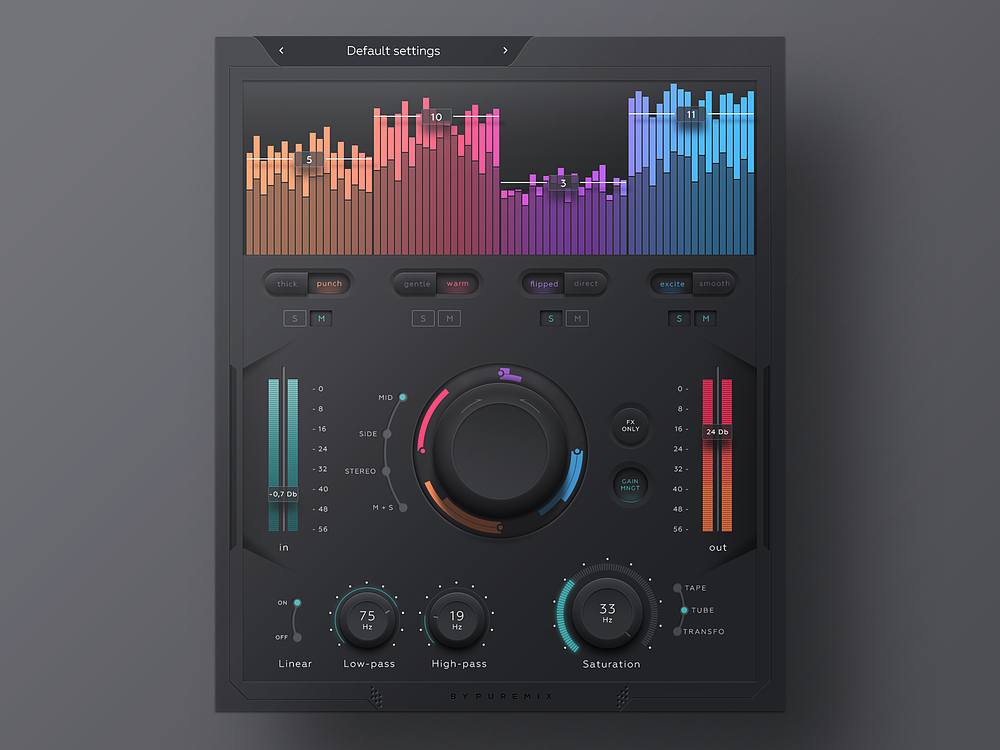 ‹ Default settings ›
5
10
3
11
thick punch
gentle warm
flipped direct
excite smooth
S M
S M
S M
S M
- 0
- 8
- 16
- 24
- 32
- 40
- 48
- 56
-0,7 Db
in
MID
SIDE
STEREO
M + S
FX
ONLY
GAIN
MNGT
0 -
8 -
16 -
24 -
32 -
40 -
48 -
56 -
24 Db
out
ON
OFF
Linear
75
Hz
Low-pass
19
Hz
High-pass
33
Hz
Saturation
TAPE
TUBE
TRANSFO
BYPUREMIX